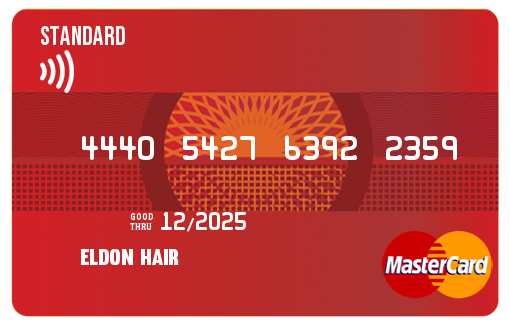 STANDARD
4440 5427 6392 2359
GOOD
THRU 12/2025
ELDON HAIR
MasterCard